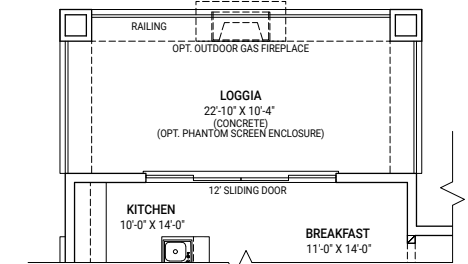 RAILING
OPT. OUTDOOR GAS FIREPLACE
LOGGIA
22'-10" X 10'-4"
(CONCRETE)
(OPT. PHANTOM SCREEN ENCLOSURE)
12' SLIDING DOOR
KITCHEN
10'-0" X 14'-0"
BREAKFAST
11'-0" X 14'-0"